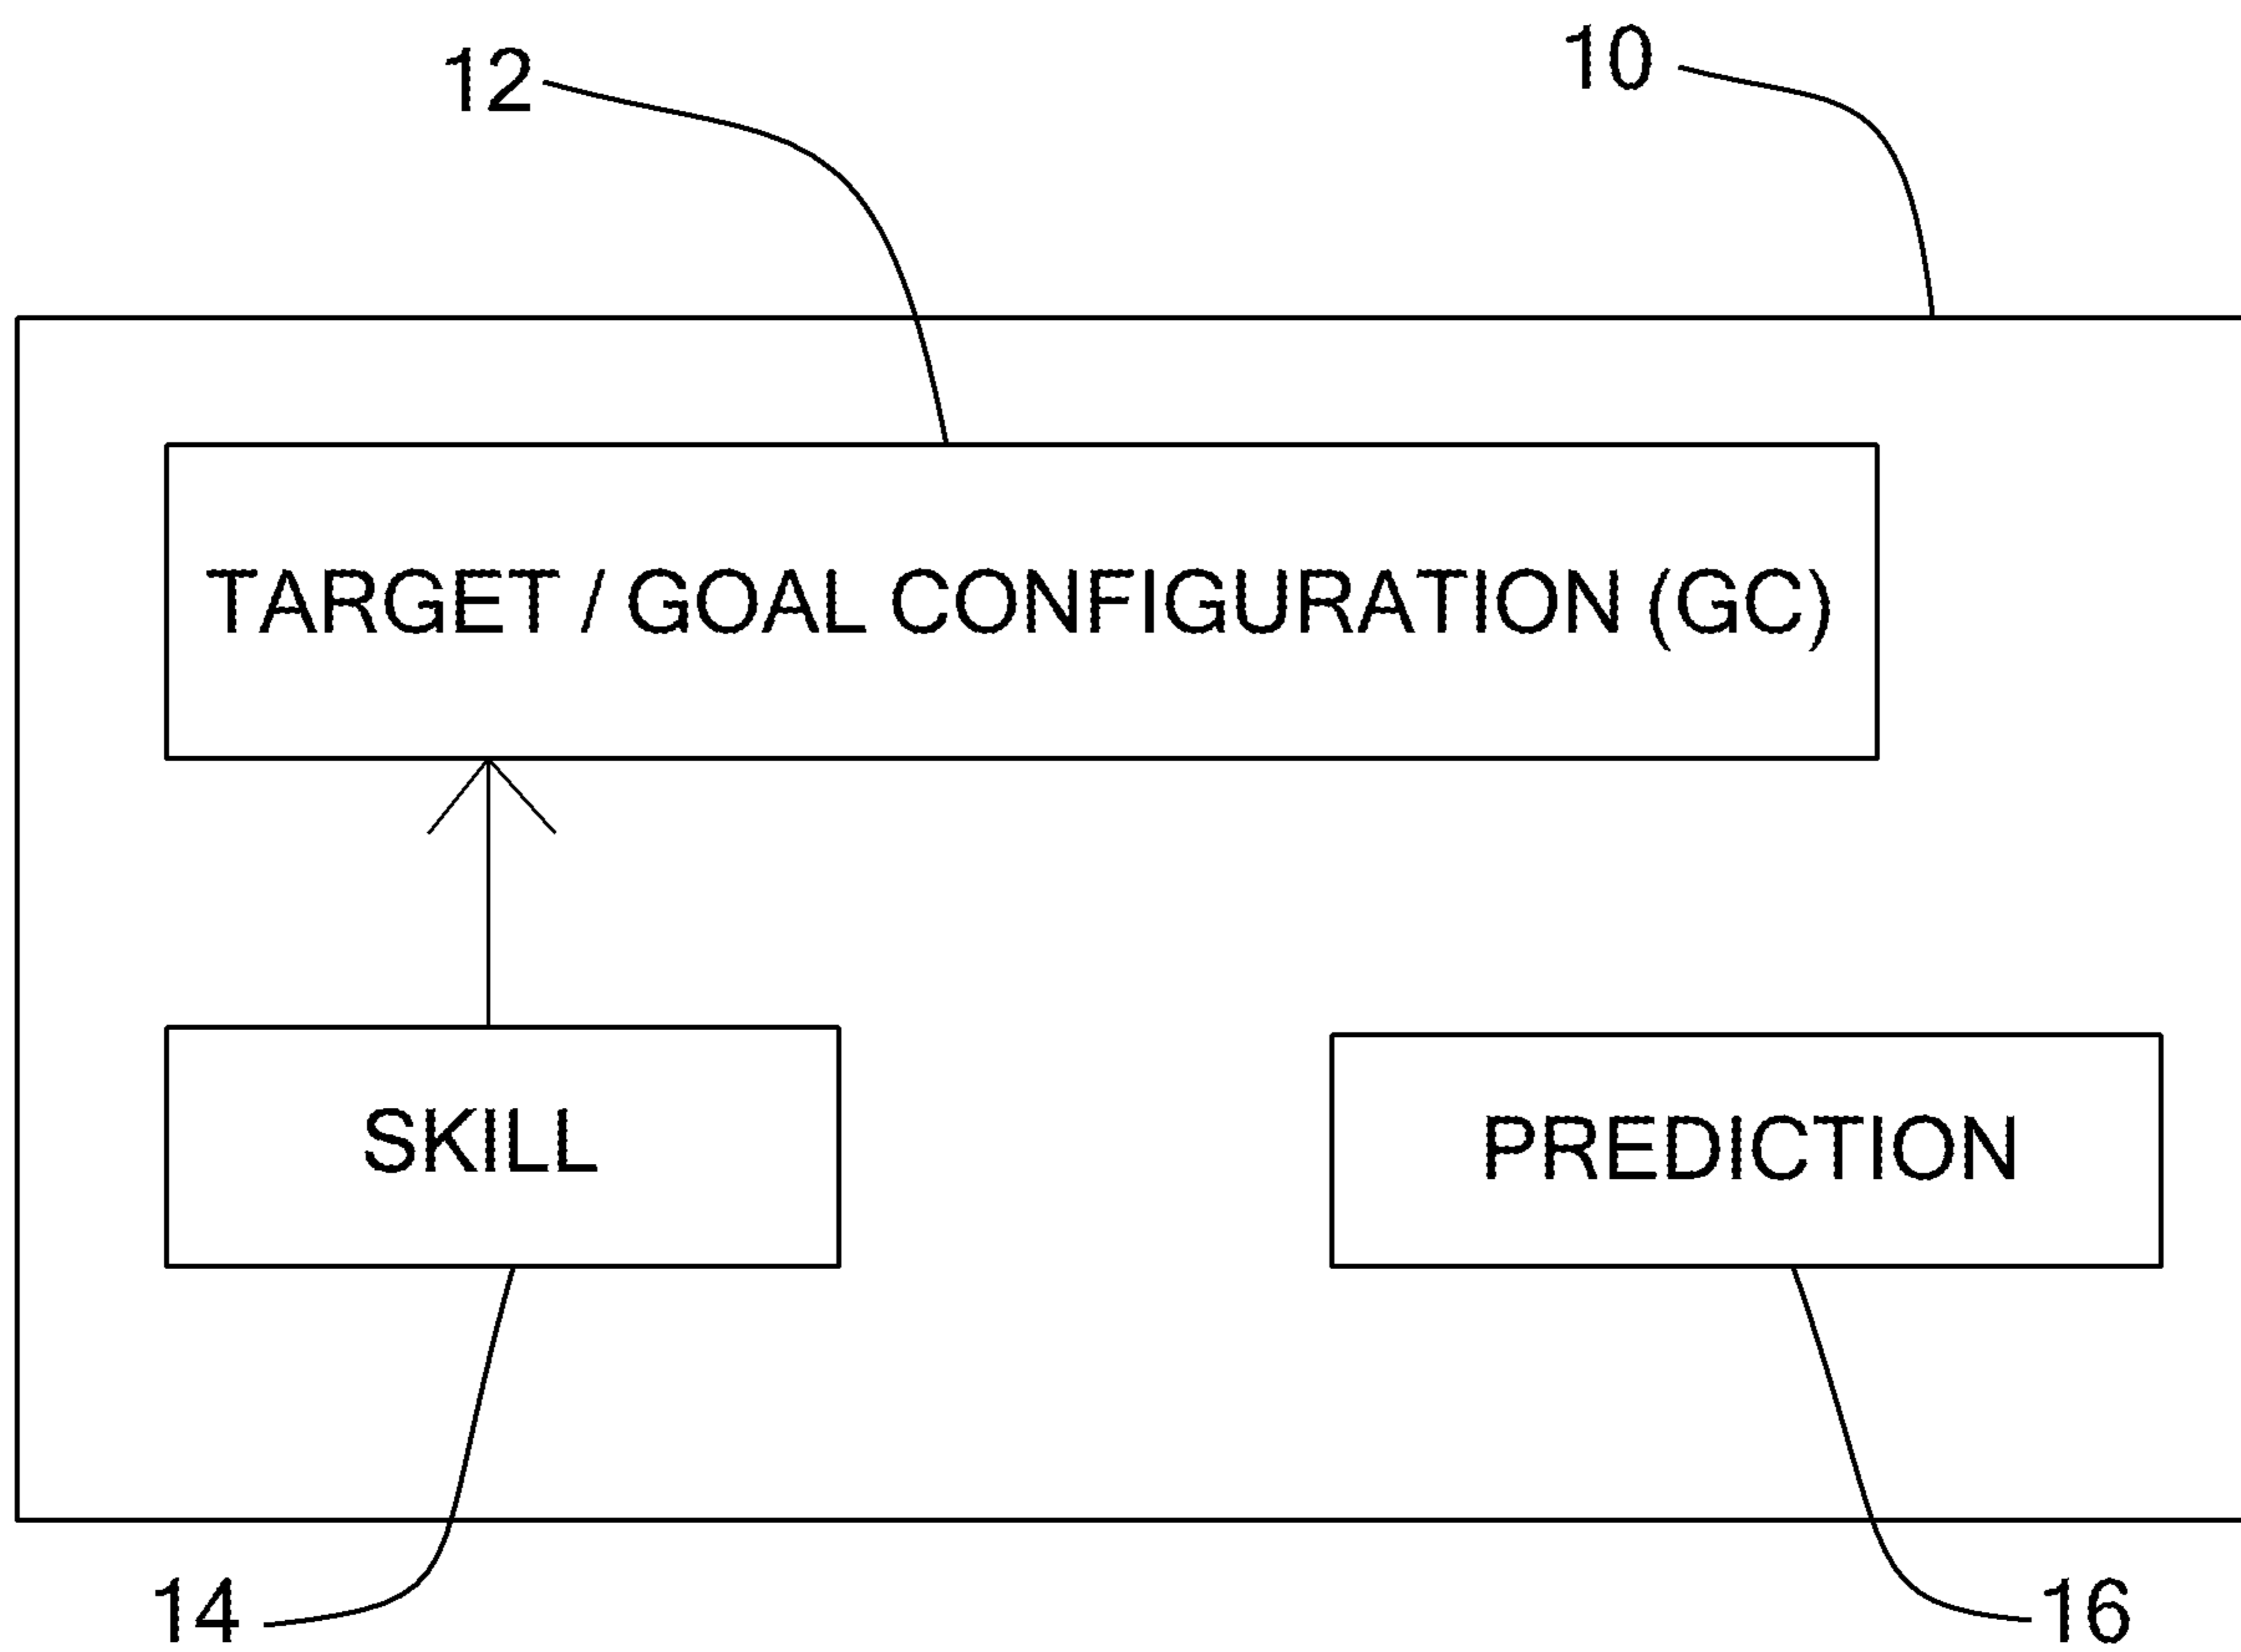 12
10
TARGET / GOAL CONFIGURATION (GC)
SKILL
PREDICTION
14
16